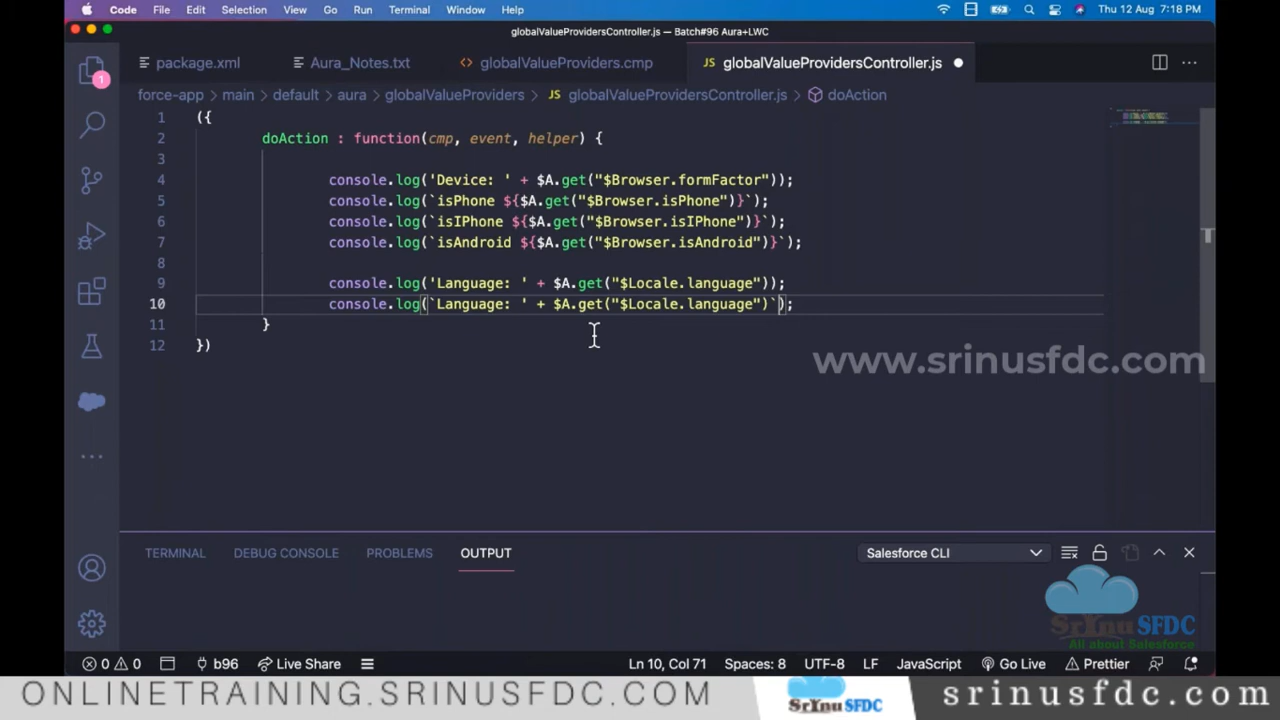 Code File Edit Selection View Go Run Terminal Window Help Thu 12 Aug 7:18 PM
globalValueProvidersController.js — Batch#96 Aura+LWC
package.xml Aura_Notes.txt globalValueProviders.cmp JS globalValueProvidersController.js
force-app > main > default > aura > globalValueProviders > JS globalValueProvidersController.js > doAction
1 ({
2 doAction : function(cmp, event, helper) {
3
4 console.log('Device: ' + $A.get("$Browser.formFactor"));
5 console.log(`isPhone ${$A.get("$Browser.isPhone")}`);
6 console.log(`isIPhone ${$A.get("$Browser.isIPhone")}`);
7 console.log(`isAndroid ${$A.get("$Browser.isAndroid")}`);
8
9 console.log('Language: ' + $A.get("$Locale.language"));
10 console.log(`Language: ' + $A.get("$Locale.language")`);
11 }
12 })
www.srinusfdc.com
1
TERMINAL DEBUG CONSOLE PROBLEMS OUTPUT Salesforce CLI
SrYnu SFDC
All about Salesforce
0 0 b96 Live Share Ln 10, Col 71 Spaces: 8 UTF-8 LF JavaScript Go Live Prettier
ONLINETRAINING.SRINUSFDC.COM SrYnu SFDC srinusfdc.com